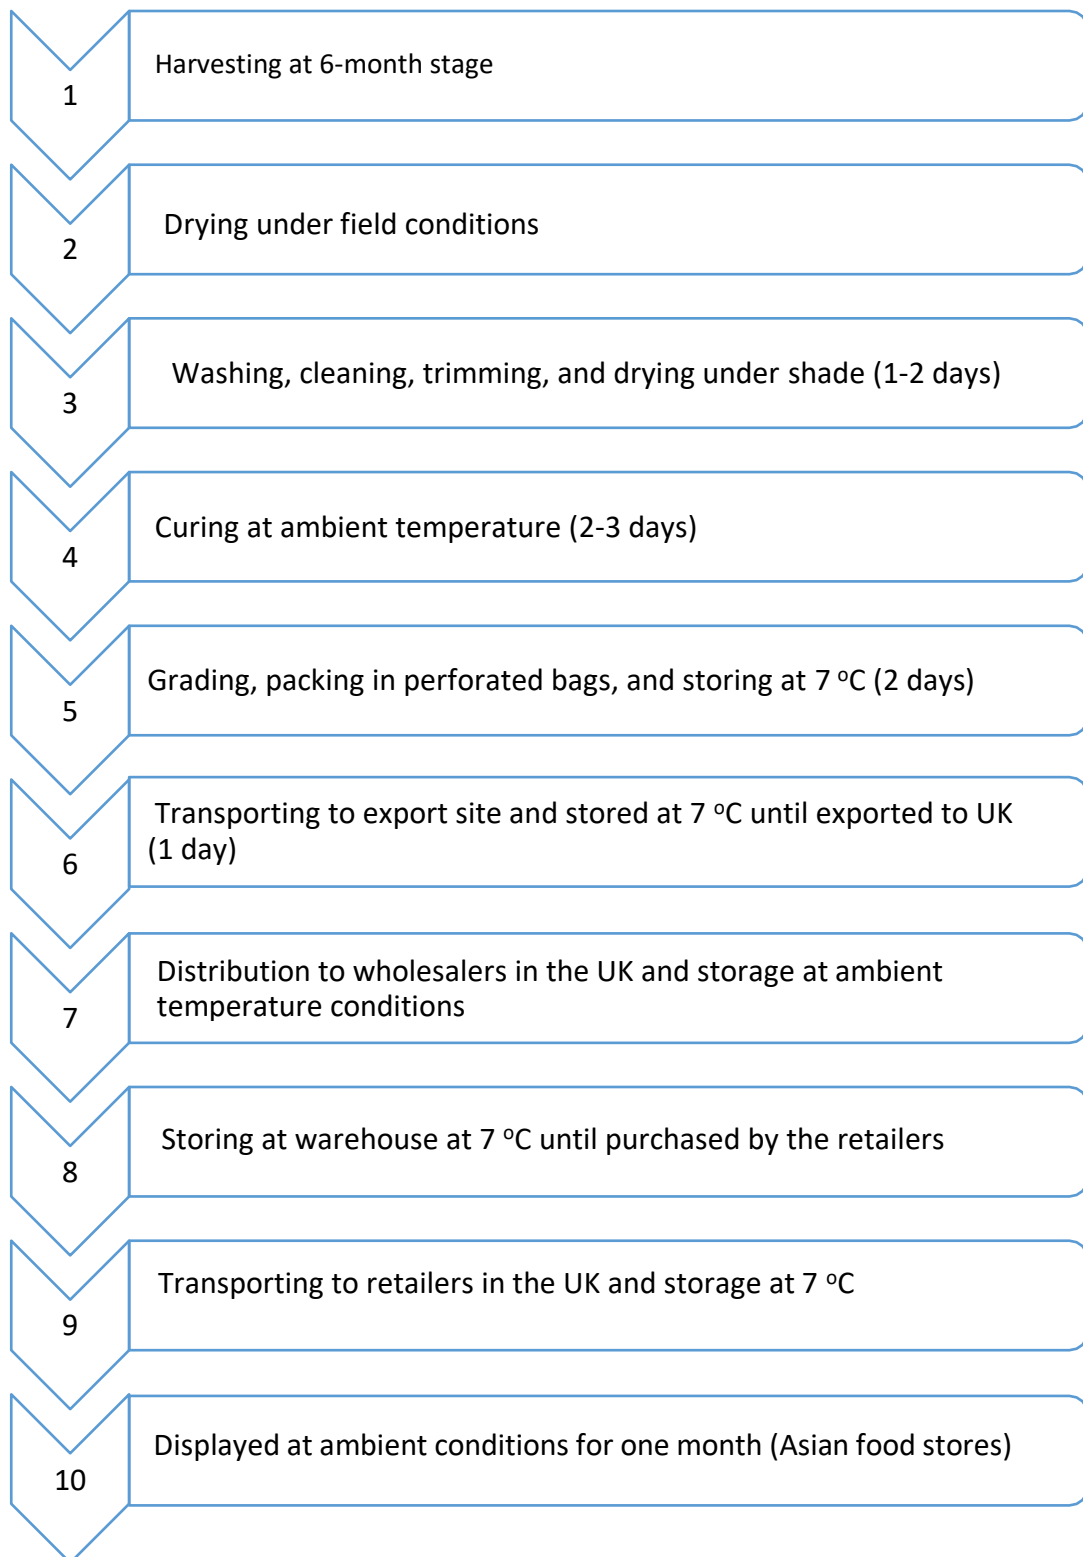 1
Harvesting at 6-month stage
2
Drying under field conditions
3
Washing, cleaning, trimming, and drying under shade (1-2 days)
4
Curing at ambient temperature (2-3 days)
5
Grading, packing in perforated bags, and storing at 7 ºC (2 days)
6
Transporting to export site and stored at 7 ºC until exported to UK
(1 day)
7
Distribution to wholesalers in the UK and storage at ambient
temperature conditions
8
Storing at warehouse at 7 ºC until purchased by the retailers
9
Transporting to retailers in the UK and storage at 7 ºC
10
Displayed at ambient conditions for one month (Asian food stores)